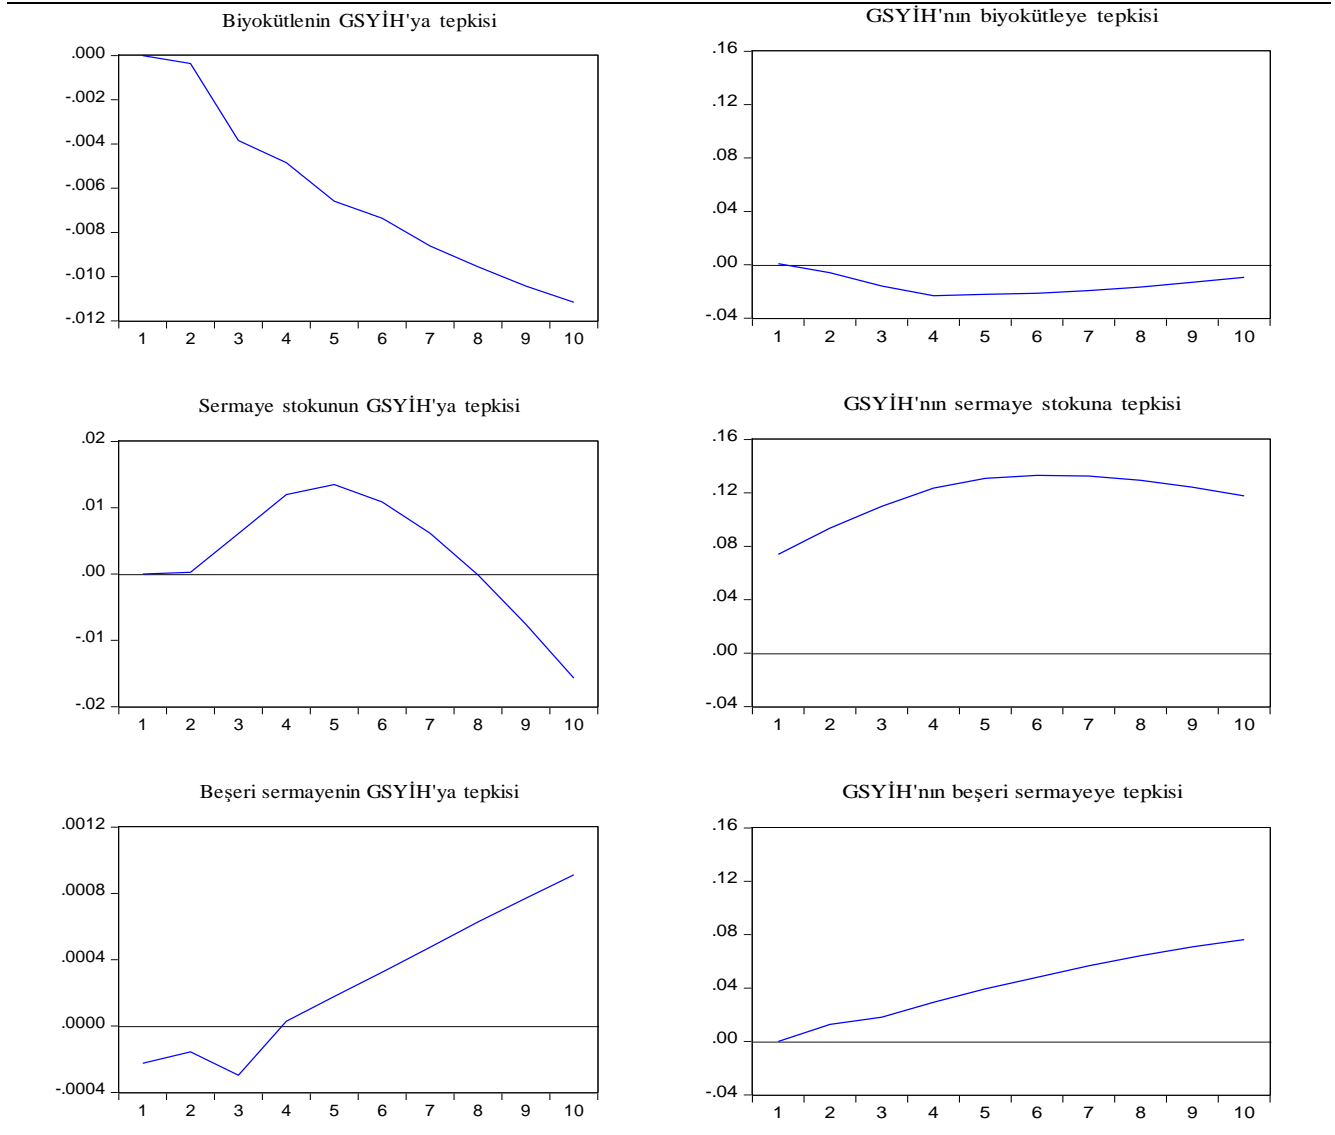 Biyokütlenin GSYİH'ya tepkisi
.000
-.002
-.004
-.006
-.008
-.010
-.012
1 2 3 4 5 6 7 8 9 10
GSYİH'nın biyokütleye tepkisi
.16
.12
.08
.04
.00
-.04
1 2 3 4 5 6 7 8 9 10
Sermaye stokunun GSYİH'ya tepkisi
.02
.01
.00
-.01
-.02
1 2 3 4 5 6 7 8 9 10
GSYİH'nın sermaye stokuna tepkisi
.16
.12
.08
.04
.00
-.04
1 2 3 4 5 6 7 8 9 10
Beşeri sermayenin GSYİH'ya tepkisi
.0012
.0008
.0004
.0000
-.0004
1 2 3 4 5 6 7 8 9 10
GSYİH'nın beşeri sermayeye tepkisi
.16
.12
.08
.04
.00
-.04
1 2 3 4 5 6 7 8 9 10